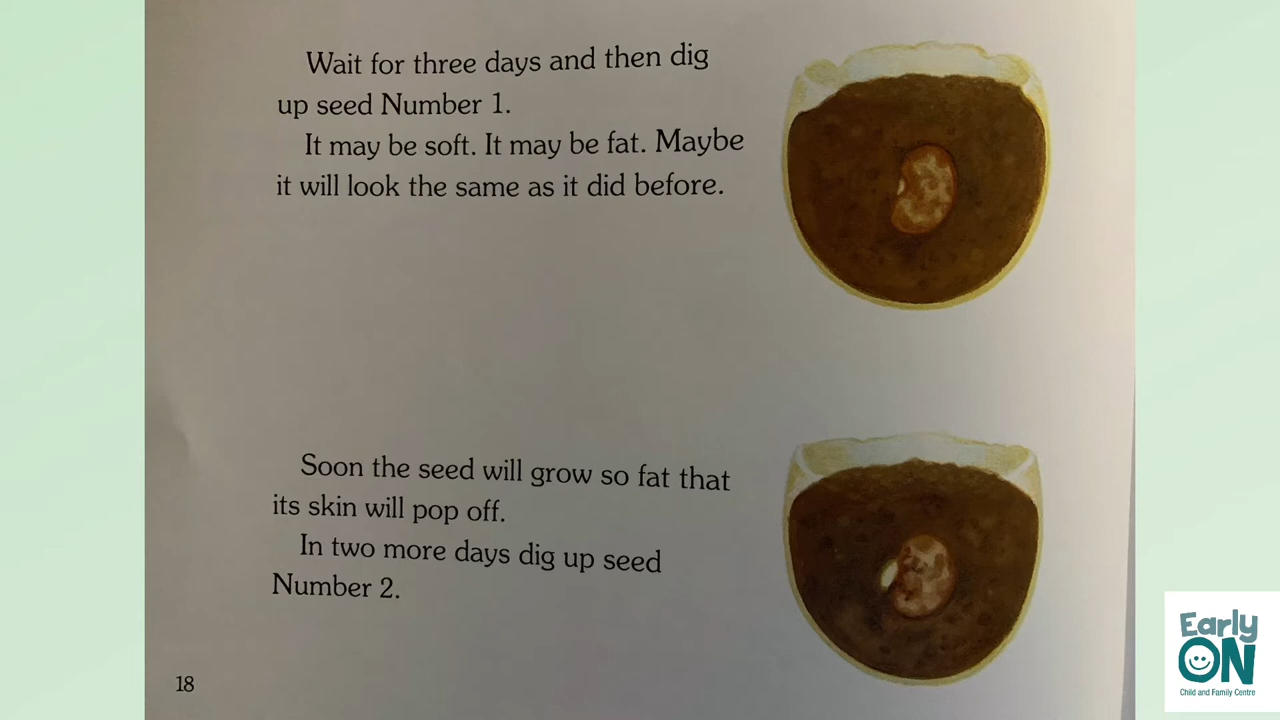 Wait for three days and then dig
up seed Number 1.
It may be soft. It may be fat. Maybe
it will look the same as it did before.
Soon the seed will grow so fat that
its skin will pop off.
In two more days dig up seed
Number 2.
18
Early
ON
Child and Family Centre